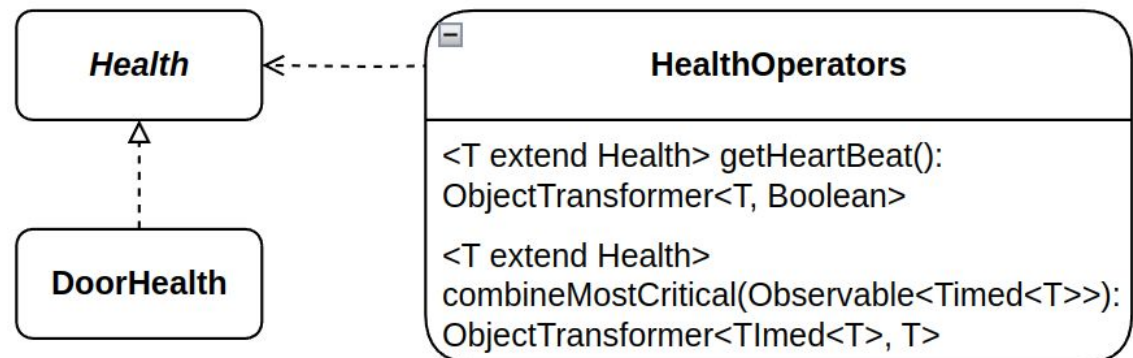 Health
HealthOperators
<T extend Health> getHeartBeat():
ObjectTransformer<T, Boolean>
<T extend Health>
combineMostCritical(Observable<Timed<T>>):
ObjectTransformer<TImed<T>, T>
DoorHealth